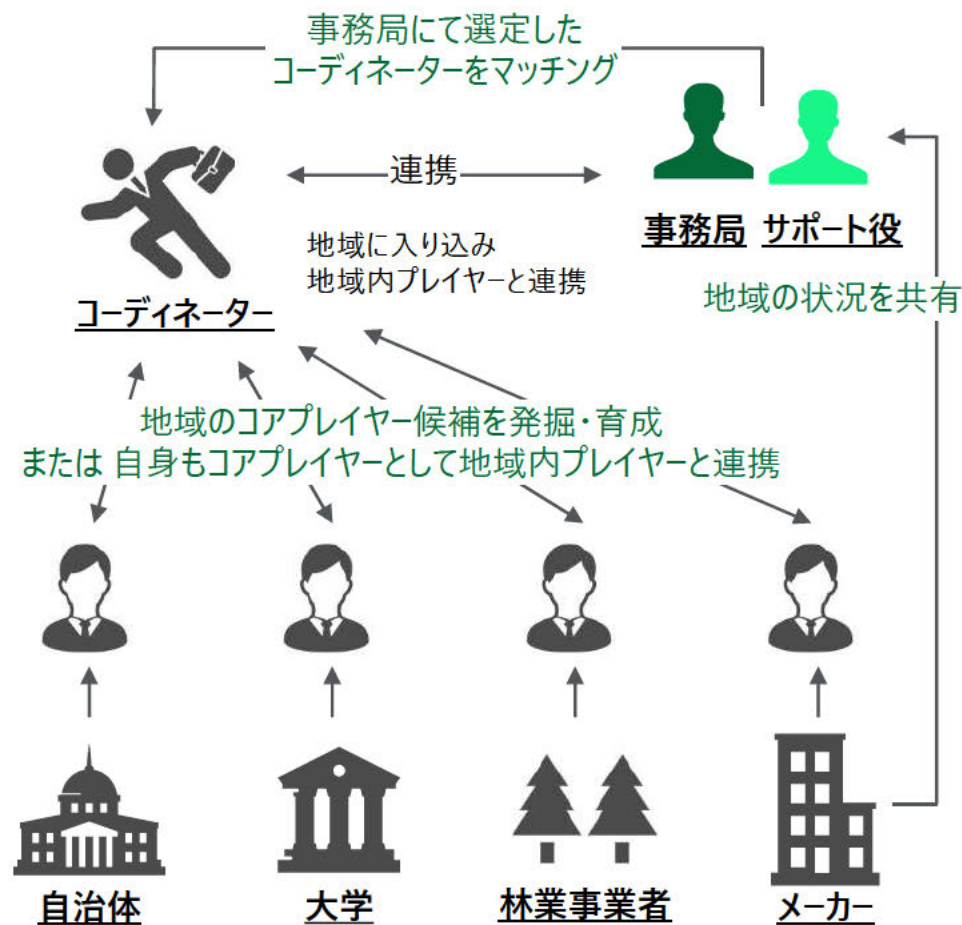 事務局にて選定した
コーディネーターをマッチング
連携
事務局 サポート役
地域に入り込み
地域内プレイヤーと連携
コーディネーター
地域の状況を共有
地域のコアプレイヤー候補を発掘・育成
または 自身もコアプレイヤーとして地域内プレイヤーと連携
自治体
大学
林業事業者
メーカー